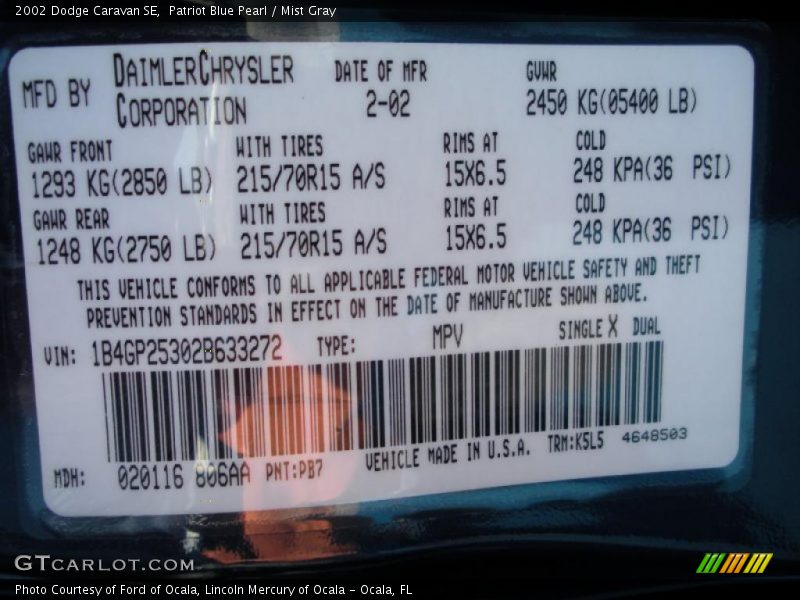 2002 Dodge Caravan SE, Patriot Blue Pearl / Mist Gray
MFD BY DAIMLERCHRYSLER CORPORATION
DATE OF MFR
2-02
GVWR
2450 KG(05400 LB)
GAWR FRONT WITH TIRES RIMS AT COLD
1293 KG(2850 LB) 215/70R15 A/S 15X6.5 248 KPA(36 PSI)
GAWR REAR WITH TIRES RIMS AT COLD
1248 KG(2750 LB) 215/70R15 A/S 15X6.5 248 KPA(36 PSI)
THIS VEHICLE CONFORMS TO ALL APPLICABLE FEDERAL MOTOR VEHICLE SAFETY AND THEFT
PREVENTION STANDARDS IN EFFECT ON THE DATE OF MANUFACTURE SHOWN ABOVE.
VIN: 1B4GP25302B633272 TYPE: MPV SINGLE X DUAL
MDH: 020116 806AA PNT:PB7 VEHICLE MADE IN U.S.A. TRM:K5L5 4648503
GTCARLOT.COM
Photo Courtesy of Ford of Ocala, Lincoln Mercury of Ocala - Ocala, FL